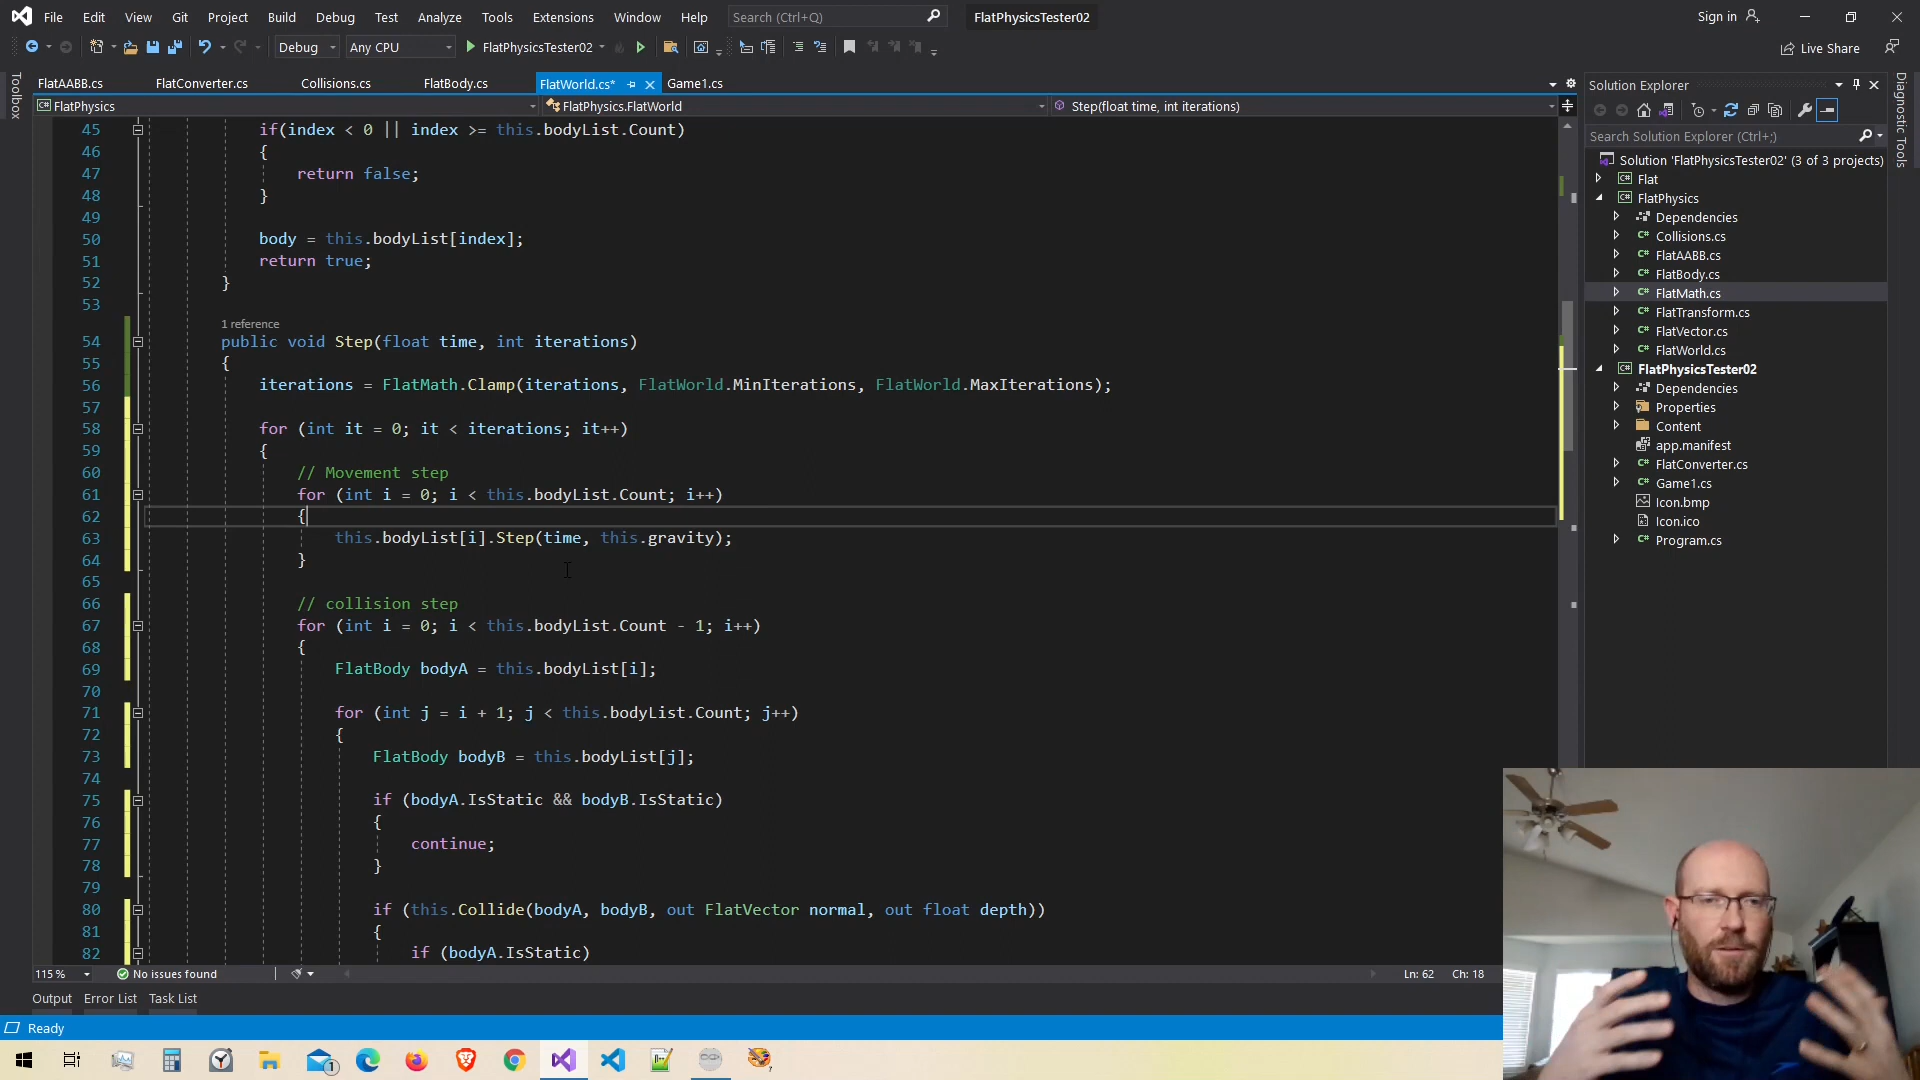 File Edit View Git Project Build Debug Test Analyze Tools Extensions Window Help Search (Ctrl+Q) FlatPhysicsTester02 Sign in
Debug Any CPU FlatPhysicsTester02 Live Share
Toolbox
FlatAABB.cs FlatConverter.cs Collisions.cs FlatBody.cs FlatWorld.cs* Game1.cs
FlatPhysics FlatPhysics.FlatWorld Step(float time, int iterations)
45 if(index < 0 || index >= this.bodyList.Count)
46 {
47 return false;
48 }
49
50 body = this.bodyList[index];
51 return true;
52 }
53
1 reference
54 public void Step(float time, int iterations)
55 {
56 iterations = FlatMath.Clamp(iterations, FlatWorld.MinIterations, FlatWorld.MaxIterations);
57
58 for (int it = 0; it < iterations; it++)
59 {
60 // Movement step
61 for (int i = 0; i < this.bodyList.Count; i++)
62 {
63 this.bodyList[i].Step(time, this.gravity);
64 }
65
66 // collision step
67 for (int i = 0; i < this.bodyList.Count - 1; i++)
68 {
69 FlatBody bodyA = this.bodyList[i];
70
71 for (int j = i + 1; j < this.bodyList.Count; j++)
72 {
73 FlatBody bodyB = this.bodyList[j];
74
75 if (bodyA.IsStatic && bodyB.IsStatic)
76 {
77 continue;
78 }
79
80 if (this.Collide(bodyA, bodyB, out FlatVector normal, out float depth))
81 {
82 if (bodyA.IsStatic)
115 % No issues found Ln: 62 Ch: 18
Output Error List Task List
Ready
Solution Explorer
Search Solution Explorer (Ctrl+;)
Solution 'FlatPhysicsTester02' (3 of 3 projects)
Flat
FlatPhysics
Dependencies
Collisions.cs
FlatAABB.cs
FlatBody.cs
FlatMath.cs
FlatTransform.cs
FlatVector.cs
FlatWorld.cs
FlatPhysicsTester02
Dependencies
Properties
Content
app.manifest
FlatConverter.cs
Game1.cs
Icon.bmp
Icon.ico
Program.cs
Diagnostic Tools